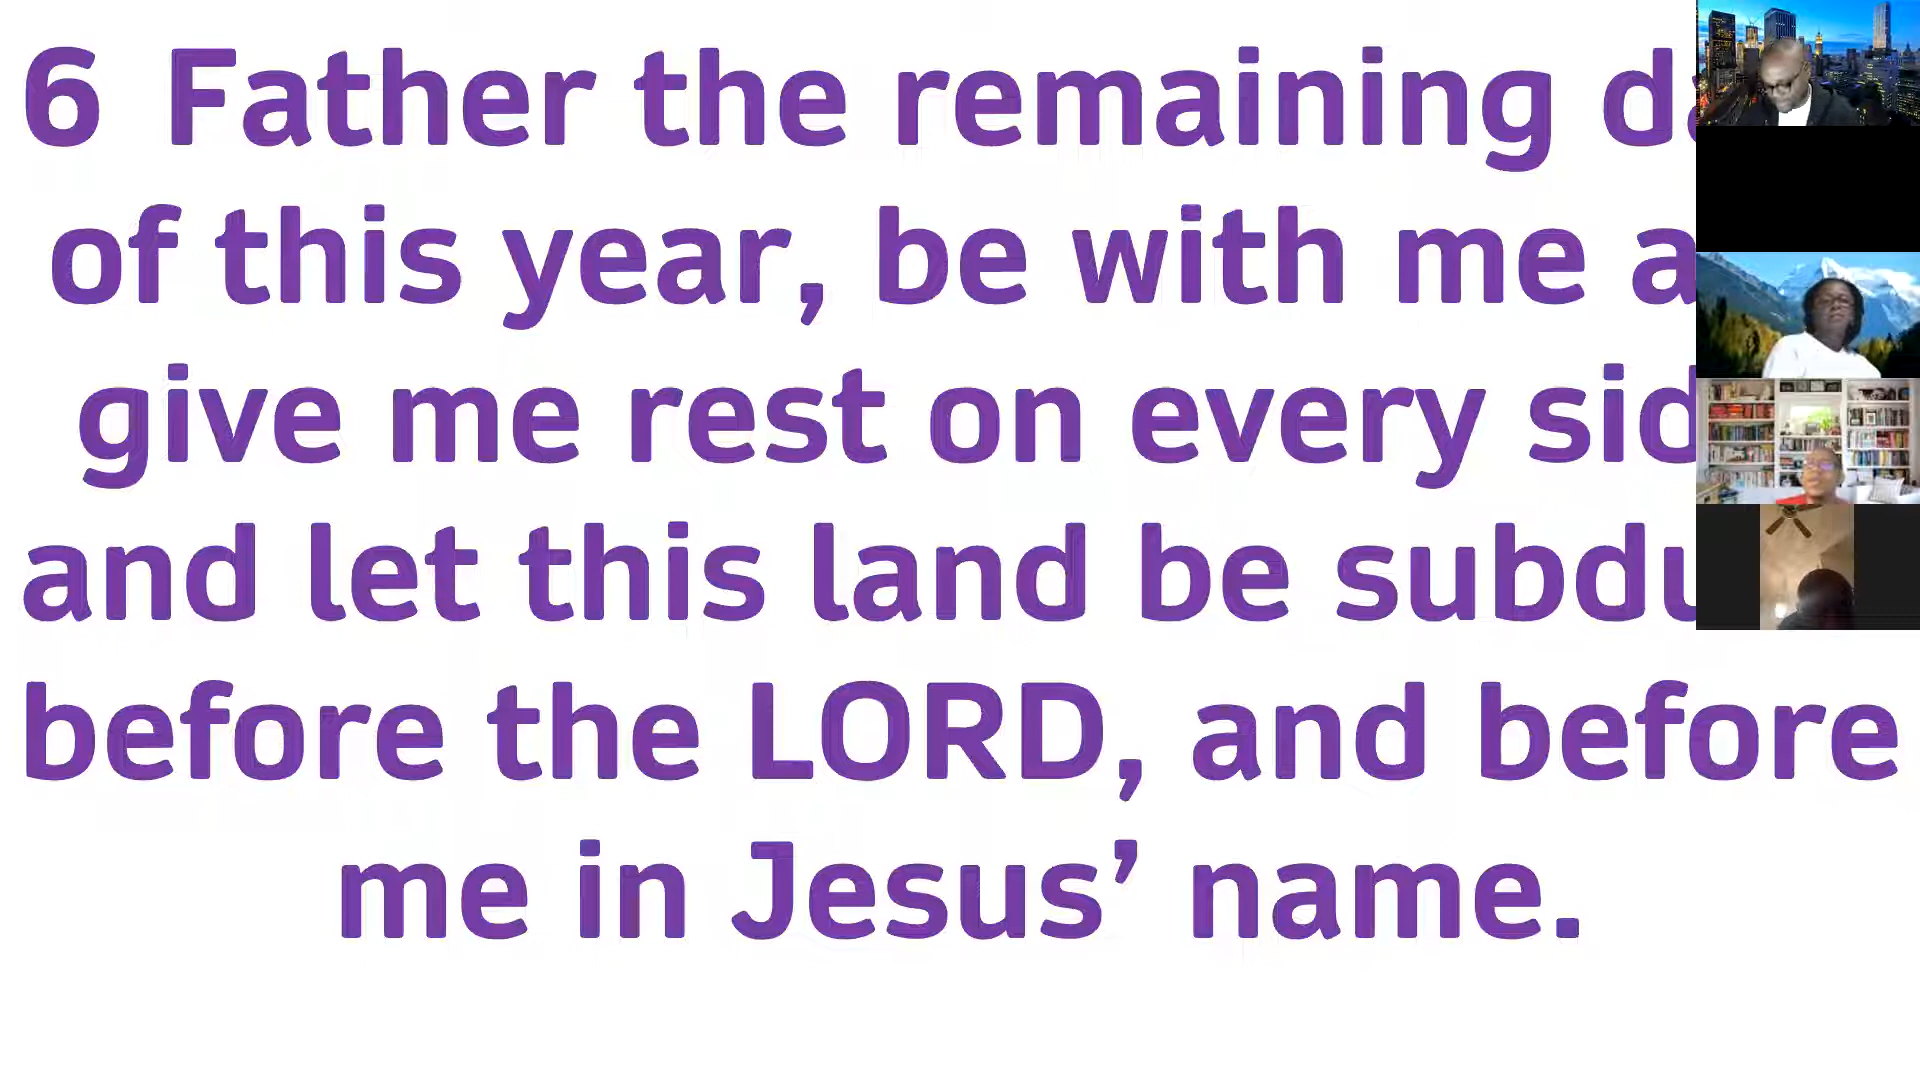 6 Father the remaining
of this year, be with me
give me rest on every
and let this land be
before the LORD, and before
me in Jesus’ name.